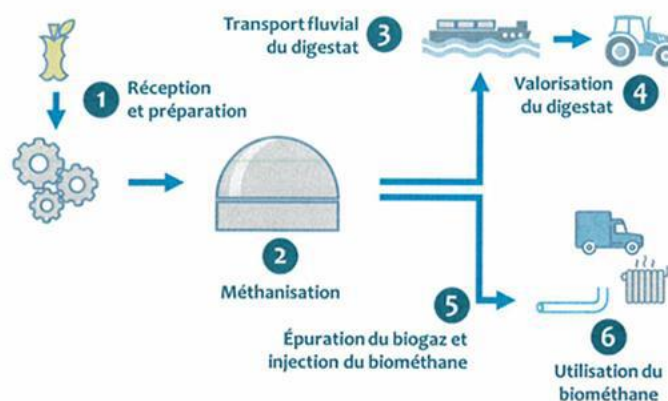 1
Réception
et préparation
2
Méthanisation
Transport fluvial
du digestat
3
Valorisation
du digestat
4
5
Épuration du biogaz et
injection du biométhane
6
Utilisation du
biométhane